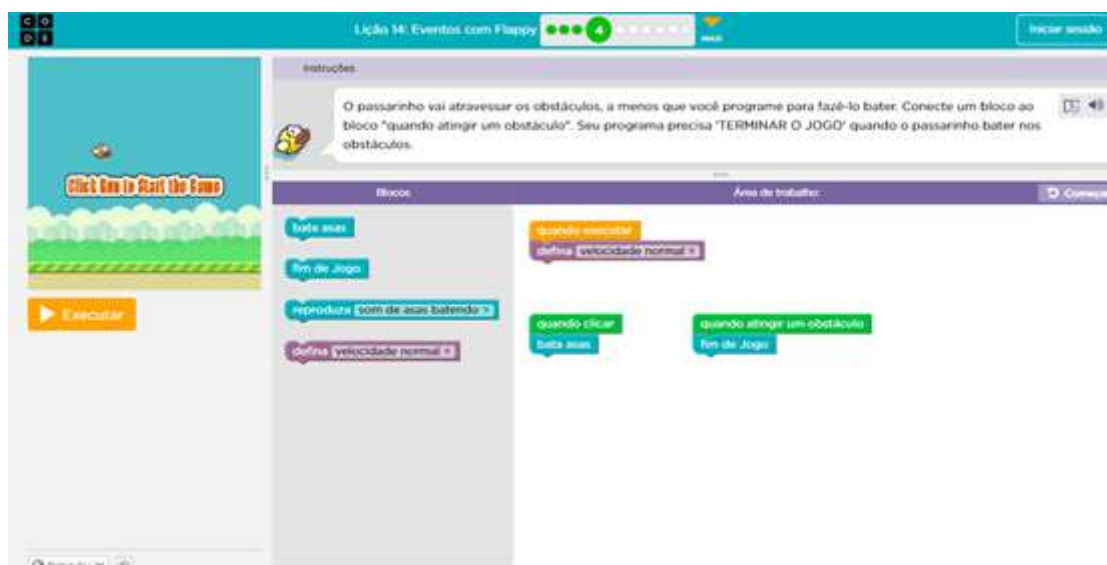 C O
D E
Lição 14: Eventos com Flappy
4
MAIS
Iniciar sessão
Instruções
O passarinho vai atravessar os obstáculos, a menos que você programe para fazê-lo bater. Conecte um bloco ao
bloco "quando atingir um obstáculo". Seu programa precisa 'TERMINAR O JOGO' quando o passarinho bater nos
obstáculos.
Click Run to Start the Game
Blocos
Área de trabalho:
Começar
bata asas
fim de Jogo
reproduza som de asas batendo
defina velocidade normal
quando executar
defina velocidade normal
quando clicar
bata asas
quando atingir um obstáculo
fim de Jogo
Executar